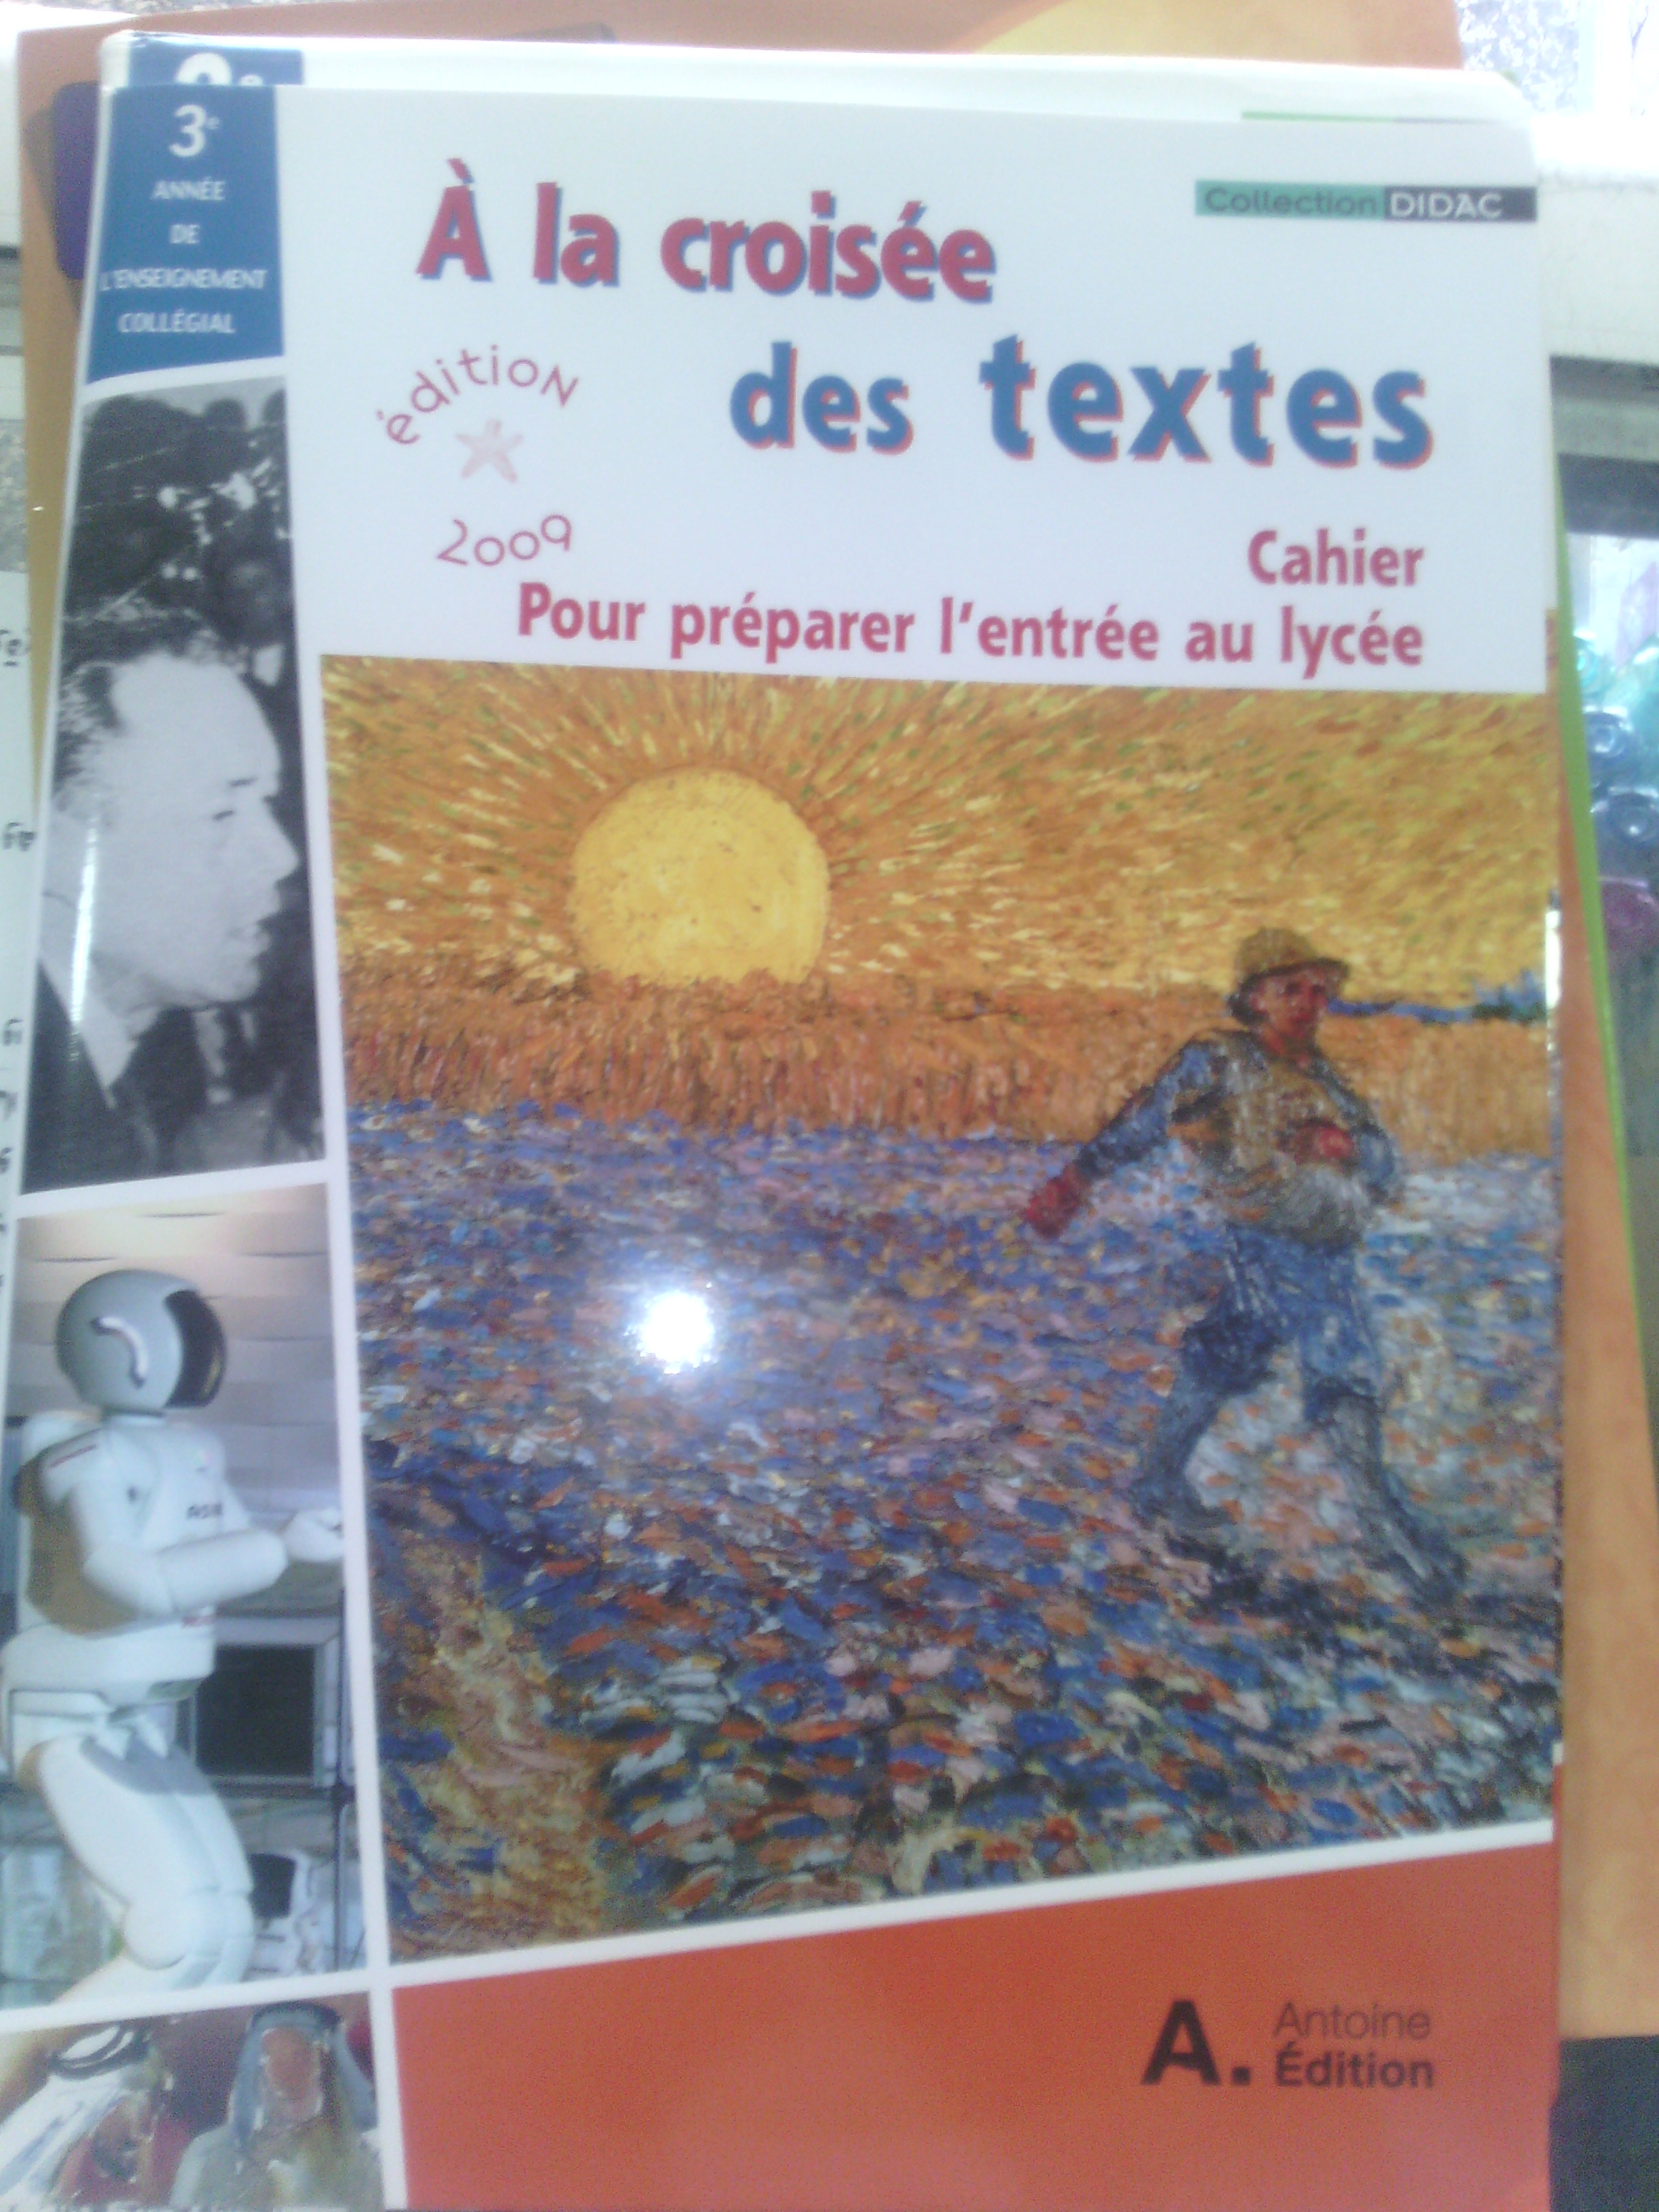 3e
ANNÉE
DE
L'ENSEIGNEMENT
COLLÉGIAL
Collection DIDAC
À la croisée
des textes
édition
2009
Cahier
Pour préparer l'entrée au lycée
A. Antoine
Édition